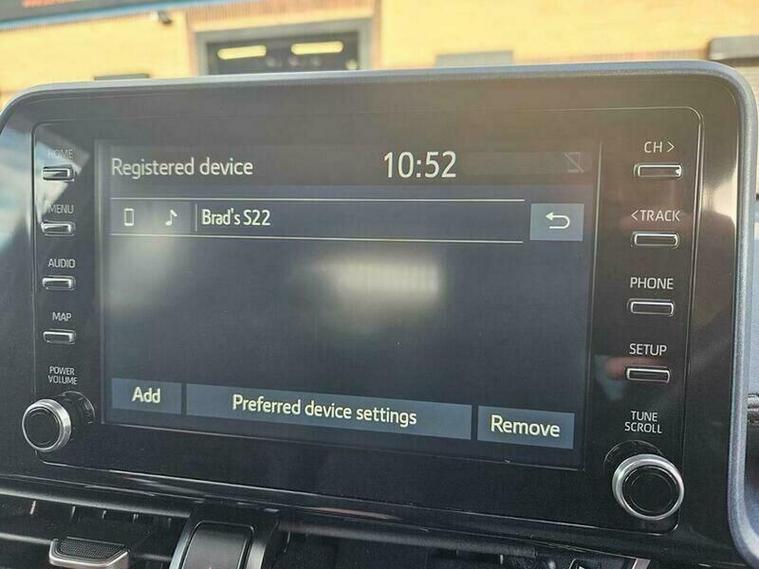 HOME
MENU
AUDIO
MAP
POWER
VOLUME
Registered device
10:52
Brad's S22
Add
Preferred device settings
Remove
CH >
< TRACK
PHONE
SETUP
TUNE
SCROLL